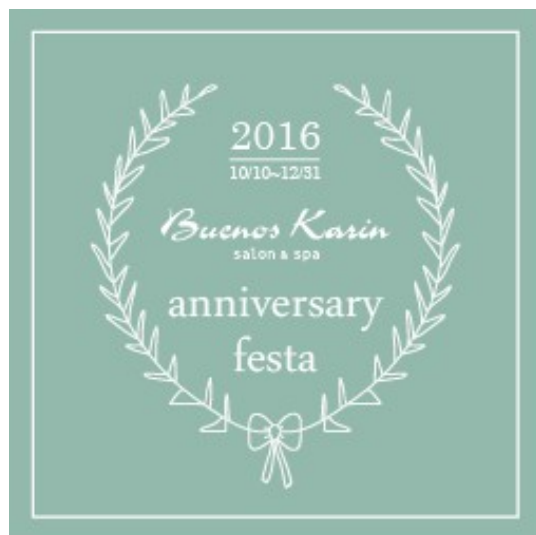 2016
10/10~12/31
Buenos Karin
salon & spa
anniversary
festa